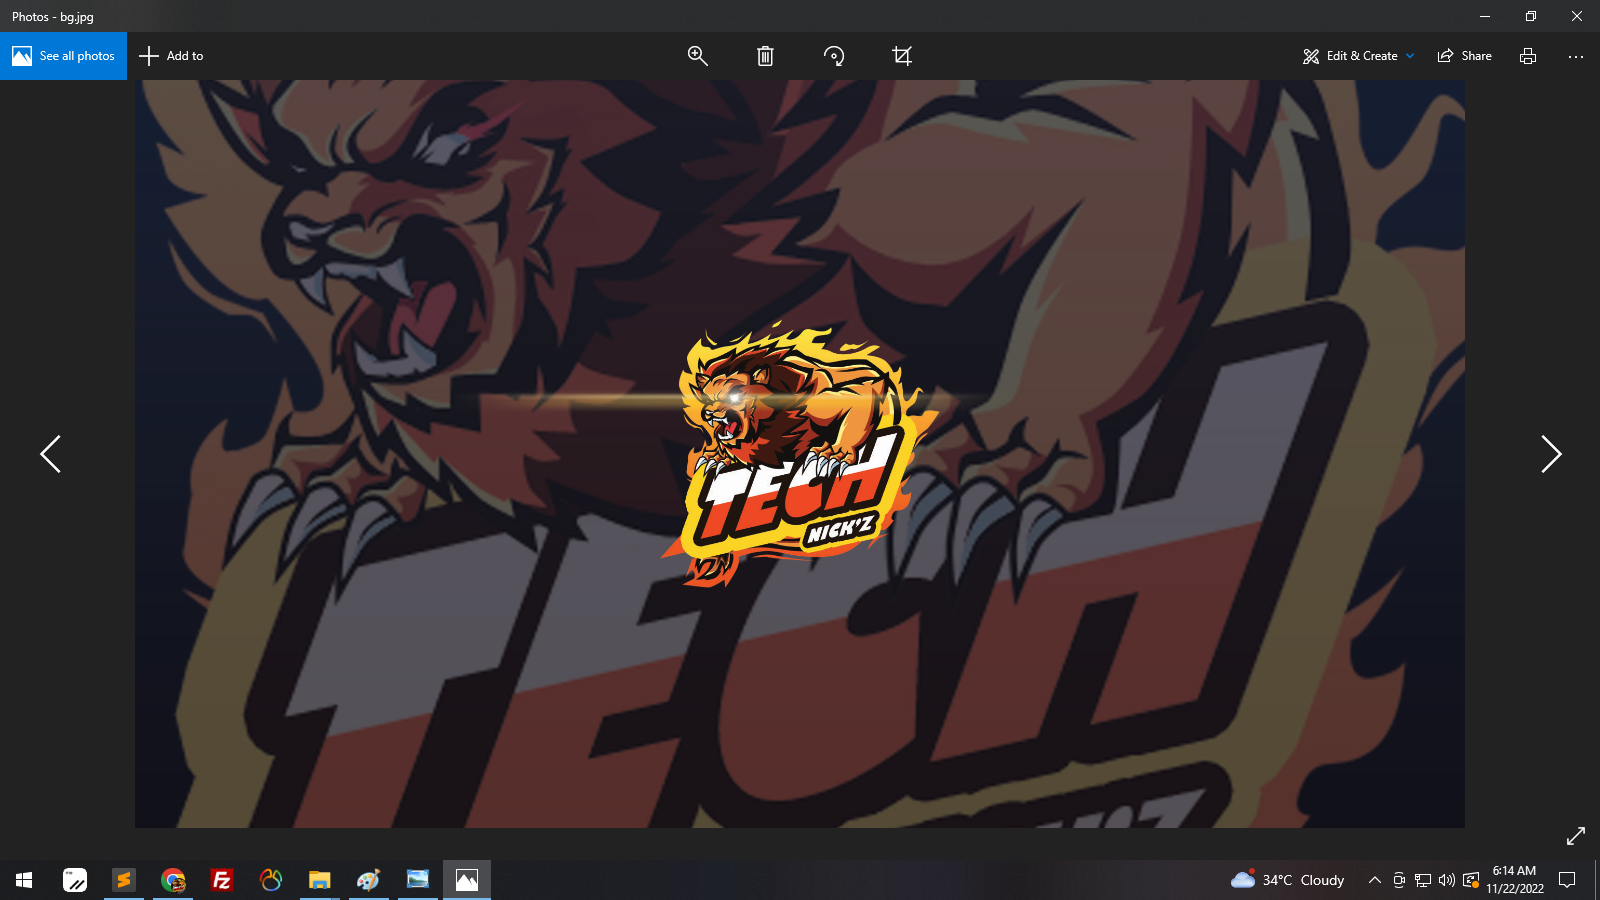 Photos - bg.jpg
See all photos
Add to
Edit & Create
Share
TECH
NICK'Z
TECH
34°C Cloudy
6:14 AM
11/22/2022